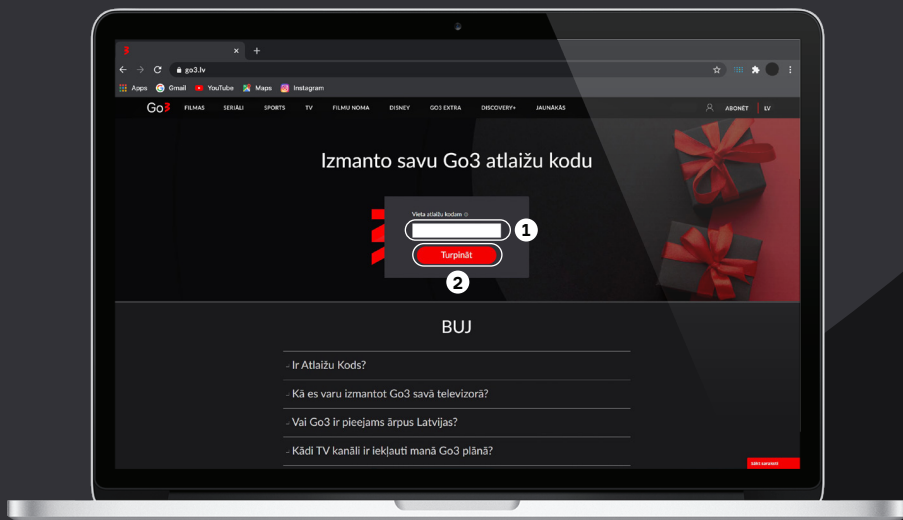 go3.lv
Apps Gmail YouTube Maps Instagram
Go3 FILMAS SERIĀLI SPORTS TV FILMU NOMA DISNEY GO3 EXTRA DISCOVERY+ JAUNĀKĀS ABONĒT LV
Izmanto savu Go3 atlaižu kodu
Vieta atlaižu kodam
1
Turpināt
2
BUJ
Ir Atlaižu Kods?
Kā es varu izmantot Go3 savā televizorā?
Vai Go3 ir pieejams ārpus Latvijas?
Kādi TV kanāli ir iekļauti manā Go3 plānā?
Sākt saraksti